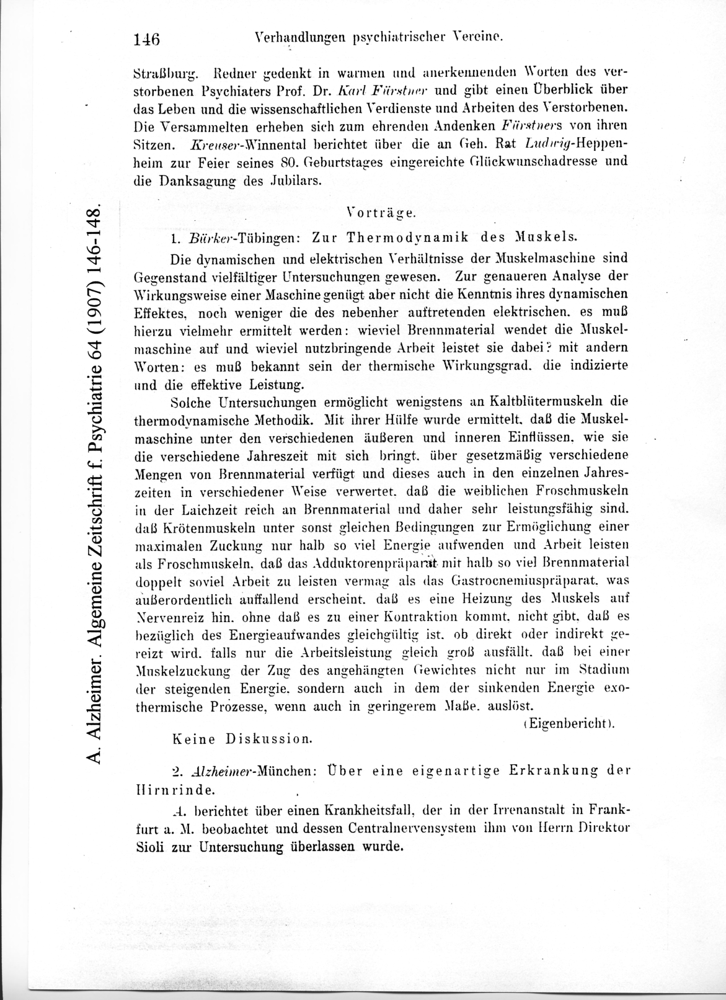 146 Verhandlungen psychiatrischer Vereine.
Straßburg. Redner gedenkt in warmen und anerkennenden Worten des ver-
storbenen Psychiaters Prof. Dr. Karl Fürstner und gibt einen Überblick über
das Leben und die wissenschaftlichen Verdienste und Arbeiten des Verstorbenen.
Die Versammelten erheben sich zum ehrenden Andenken Fürstners von ihren
Sitzen. Kreuser-Winnental berichtet über die an Geh. Rat Ludwig-Heppen-
heim zur Feier seines 80. Geburtstages eingereichte Glückwunschadresse und
die Danksagung des Jubilars.
Vorträge.
1. Bürker-Tübingen: Zur Thermodynamik des Muskels.
Die dynamischen und elektrischen Verhältnisse der Muskelmaschine sind
Gegenstand vielfältiger Untersuchungen gewesen. Zur genaueren Analyse der
Wirkungsweise einer Maschine genügt aber nicht die Kenntnis ihres dynamischen
Effektes, noch weniger die des nebenher auftretenden elektrischen, es muß
hierzu vielmehr ermittelt werden: wieviel Brennmaterial wendet die Muskel-
maschine auf und wieviel nutzbringende Arbeit leistet sie dabei? mit andern
Worten: es muß bekannt sein der thermische Wirkungsgrad, die indizierte
und die effektive Leistung.
Solche Untersuchungen ermöglicht wenigstens an Kaltblütermuskeln die
thermodynamische Methodik. Mit ihrer Hülfe wurde ermittelt, daß die Muskel-
maschine unter den verschiedenen äußeren und inneren Einflüssen, wie sie
die verschiedene Jahreszeit mit sich bringt, über gesetzmäßig verschiedene
Mengen von Brennmaterial verfügt und dieses auch in den einzelnen Jahres-
zeiten in verschiedener Weise verwertet, daß die weiblichen Froschmuskeln
in der Laichzeit reich an Brennmaterial und daher sehr leistungsfähig sind,
daß Krötenmuskeln unter sonst gleichen Bedingungen zur Ermöglichung einer
maximalen Zuckung nur halb so viel Energie aufwenden und Arbeit leisten
als Froschmuskeln, daß das Adduktorenpräparat mit halb so viel Brennmaterial
doppelt soviel Arbeit zu leisten vermag als das Gastrocnemiuspräparat, was
außerordentlich auffallend erscheint, daß es eine Heizung des Muskels auf
Nervenreiz hin, ohne daß es zu einer Kontraktion kommt, nicht gibt, daß es
bezüglich des Energieaufwandes gleichgültig ist, ob direkt oder indirekt ge-
reizt wird, falls nur die Arbeitsleistung gleich groß ausfällt, daß bei einer
Muskelzuckung der Zug des angehängten Gewichtes nicht nur im Stadium
der steigenden Energie, sondern auch in dem der sinkenden Energie exo-
thermische Prozesse, wenn auch in geringerem Maße, auslöst.
(Eigenbericht).
Keine Diskussion.
2. Alzheimer-München: Über eine eigenartige Erkrankung der
Hirnrinde.
A. berichtet über einen Krankheitsfall, der in der Irrenanstalt in Frank-
furt a. M. beobachtet und dessen Centralnervensystem ihm von Herrn Direktor
Sioli zur Untersuchung überlassen wurde.
A. Alzheimer. Algemeine Zeitschrift f. Psychiatrie 64 (1907) 146-148.